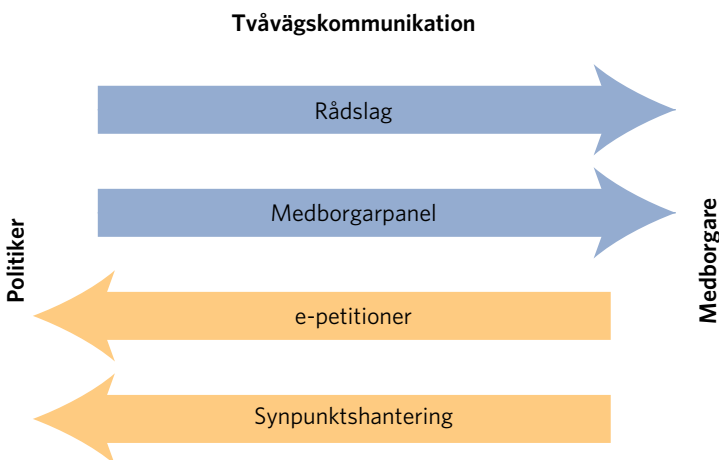 Tvåvägskommunikation
Rådslag
Medborgarpanel
Politiker
Medborgare
e-petitioner
Synpunktshantering